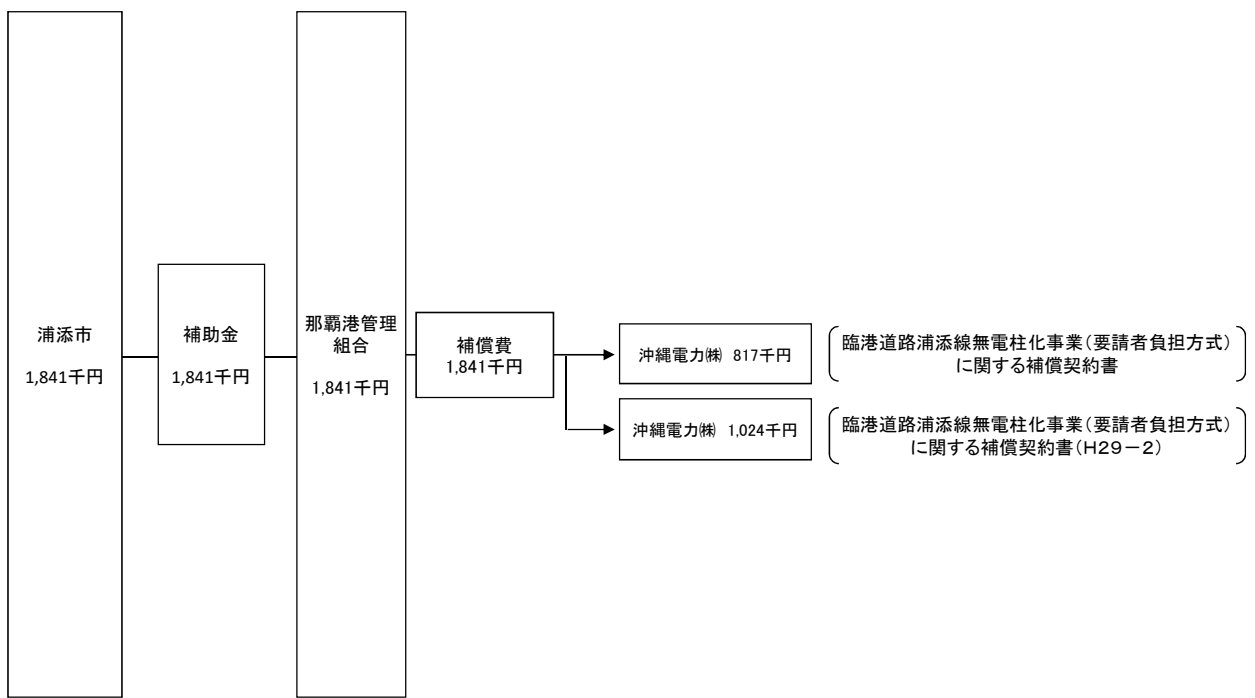 浦添市
1,841千円
補助金
1,841千円
那覇港管理
組合
1,841千円
補償費
1,841千円
沖縄電力㈱ 817千円
臨港道路浦添線無電柱化事業(要請者負担方式)
に関する補償契約書
沖縄電力㈱ 1,024千円
臨港道路浦添線無電柱化事業(要請者負担方式)
に関する補償契約書(H29-2)